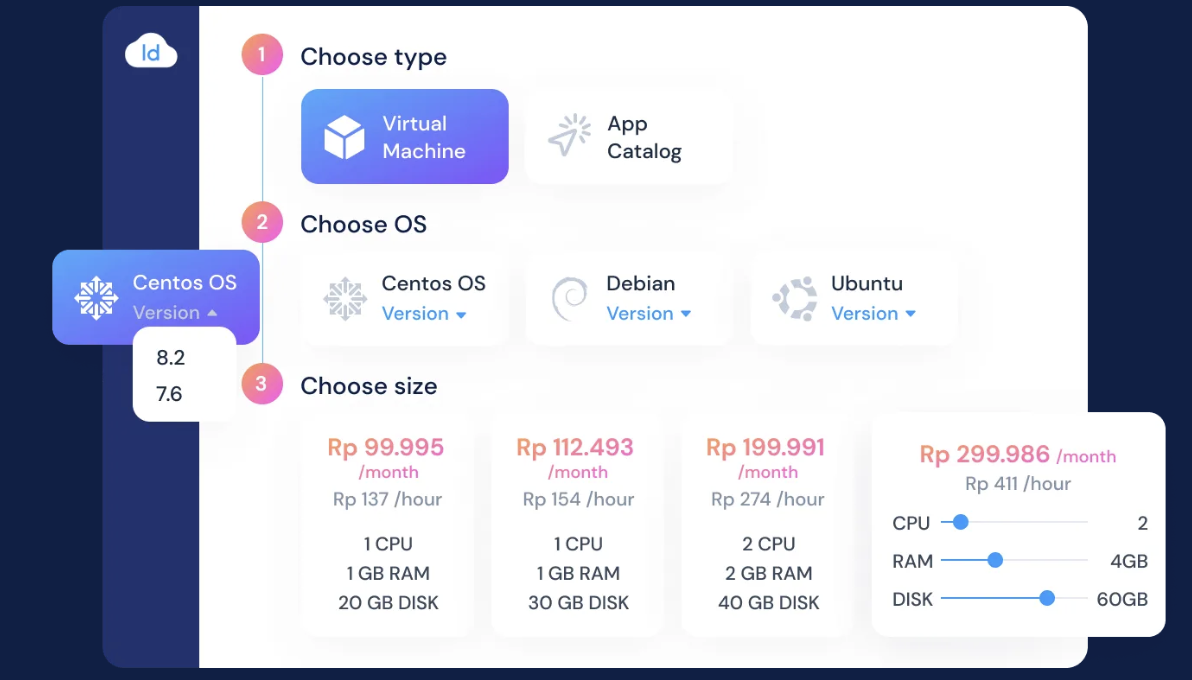 ld
1
Choose type
Virtual
Machine
App
Catalog
2
Choose OS
Centos OS
Version
8.2
7.6
Centos OS
Version
Debian
Version
Ubuntu
Version
3
Choose size
Rp 99.995
/month
Rp 137 /hour
1 CPU
1 GB RAM
20 GB DISK
Rp 112.493
/month
Rp 154 /hour
1 CPU
1 GB RAM
30 GB DISK
Rp 199.991
/month
Rp 274 /hour
2 CPU
2 GB RAM
40 GB DISK
Rp 299.986 /month
Rp 411 /hour
CPU 2
RAM 4GB
DISK 60GB